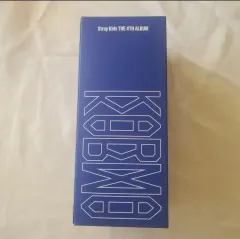 Stray Kids THE 4TH ALBUM
KARMA